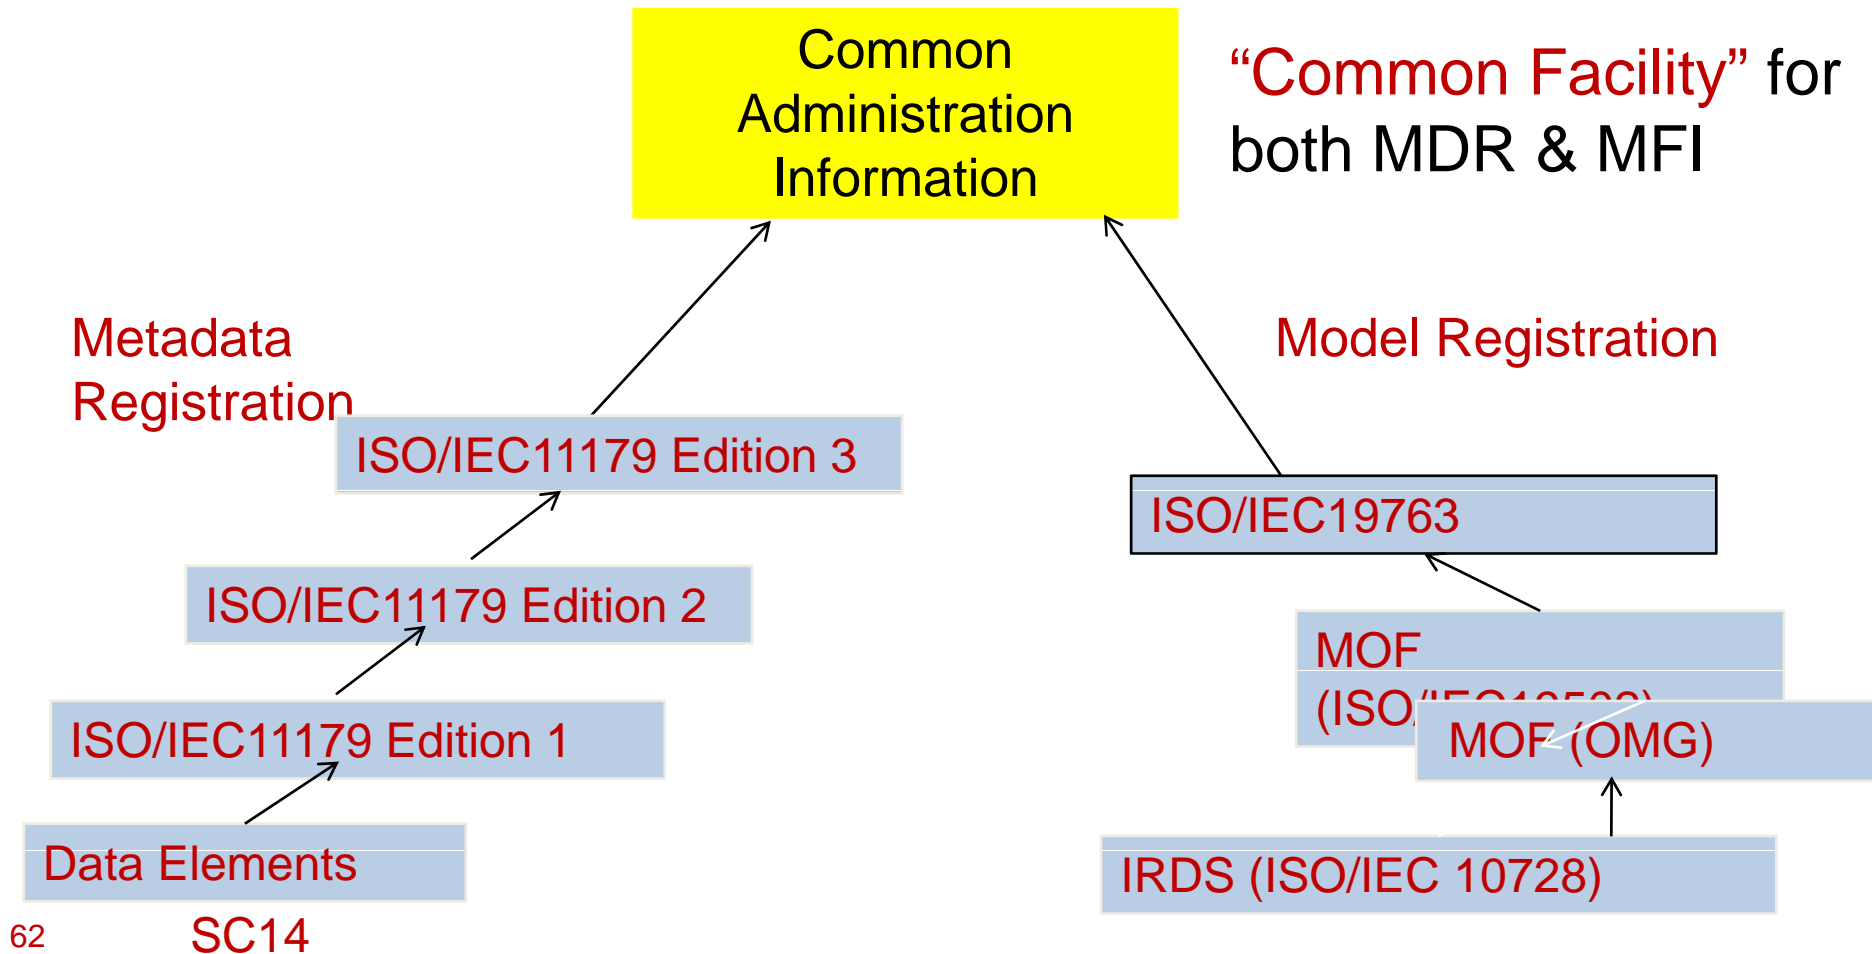 Common
Administration
Information
“Common Facility” for
both MDR & MFI
Metadata
Registration
Model Registration
ISO/IEC11179 Edition 3
ISO/IEC19763
ISO/IEC11179 Edition 2
MOF
(ISO/
ISO/IEC11179 Edition 1
MOF (OMG)
Data Elements
IRDS (ISO/IEC 10728)
62
SC14